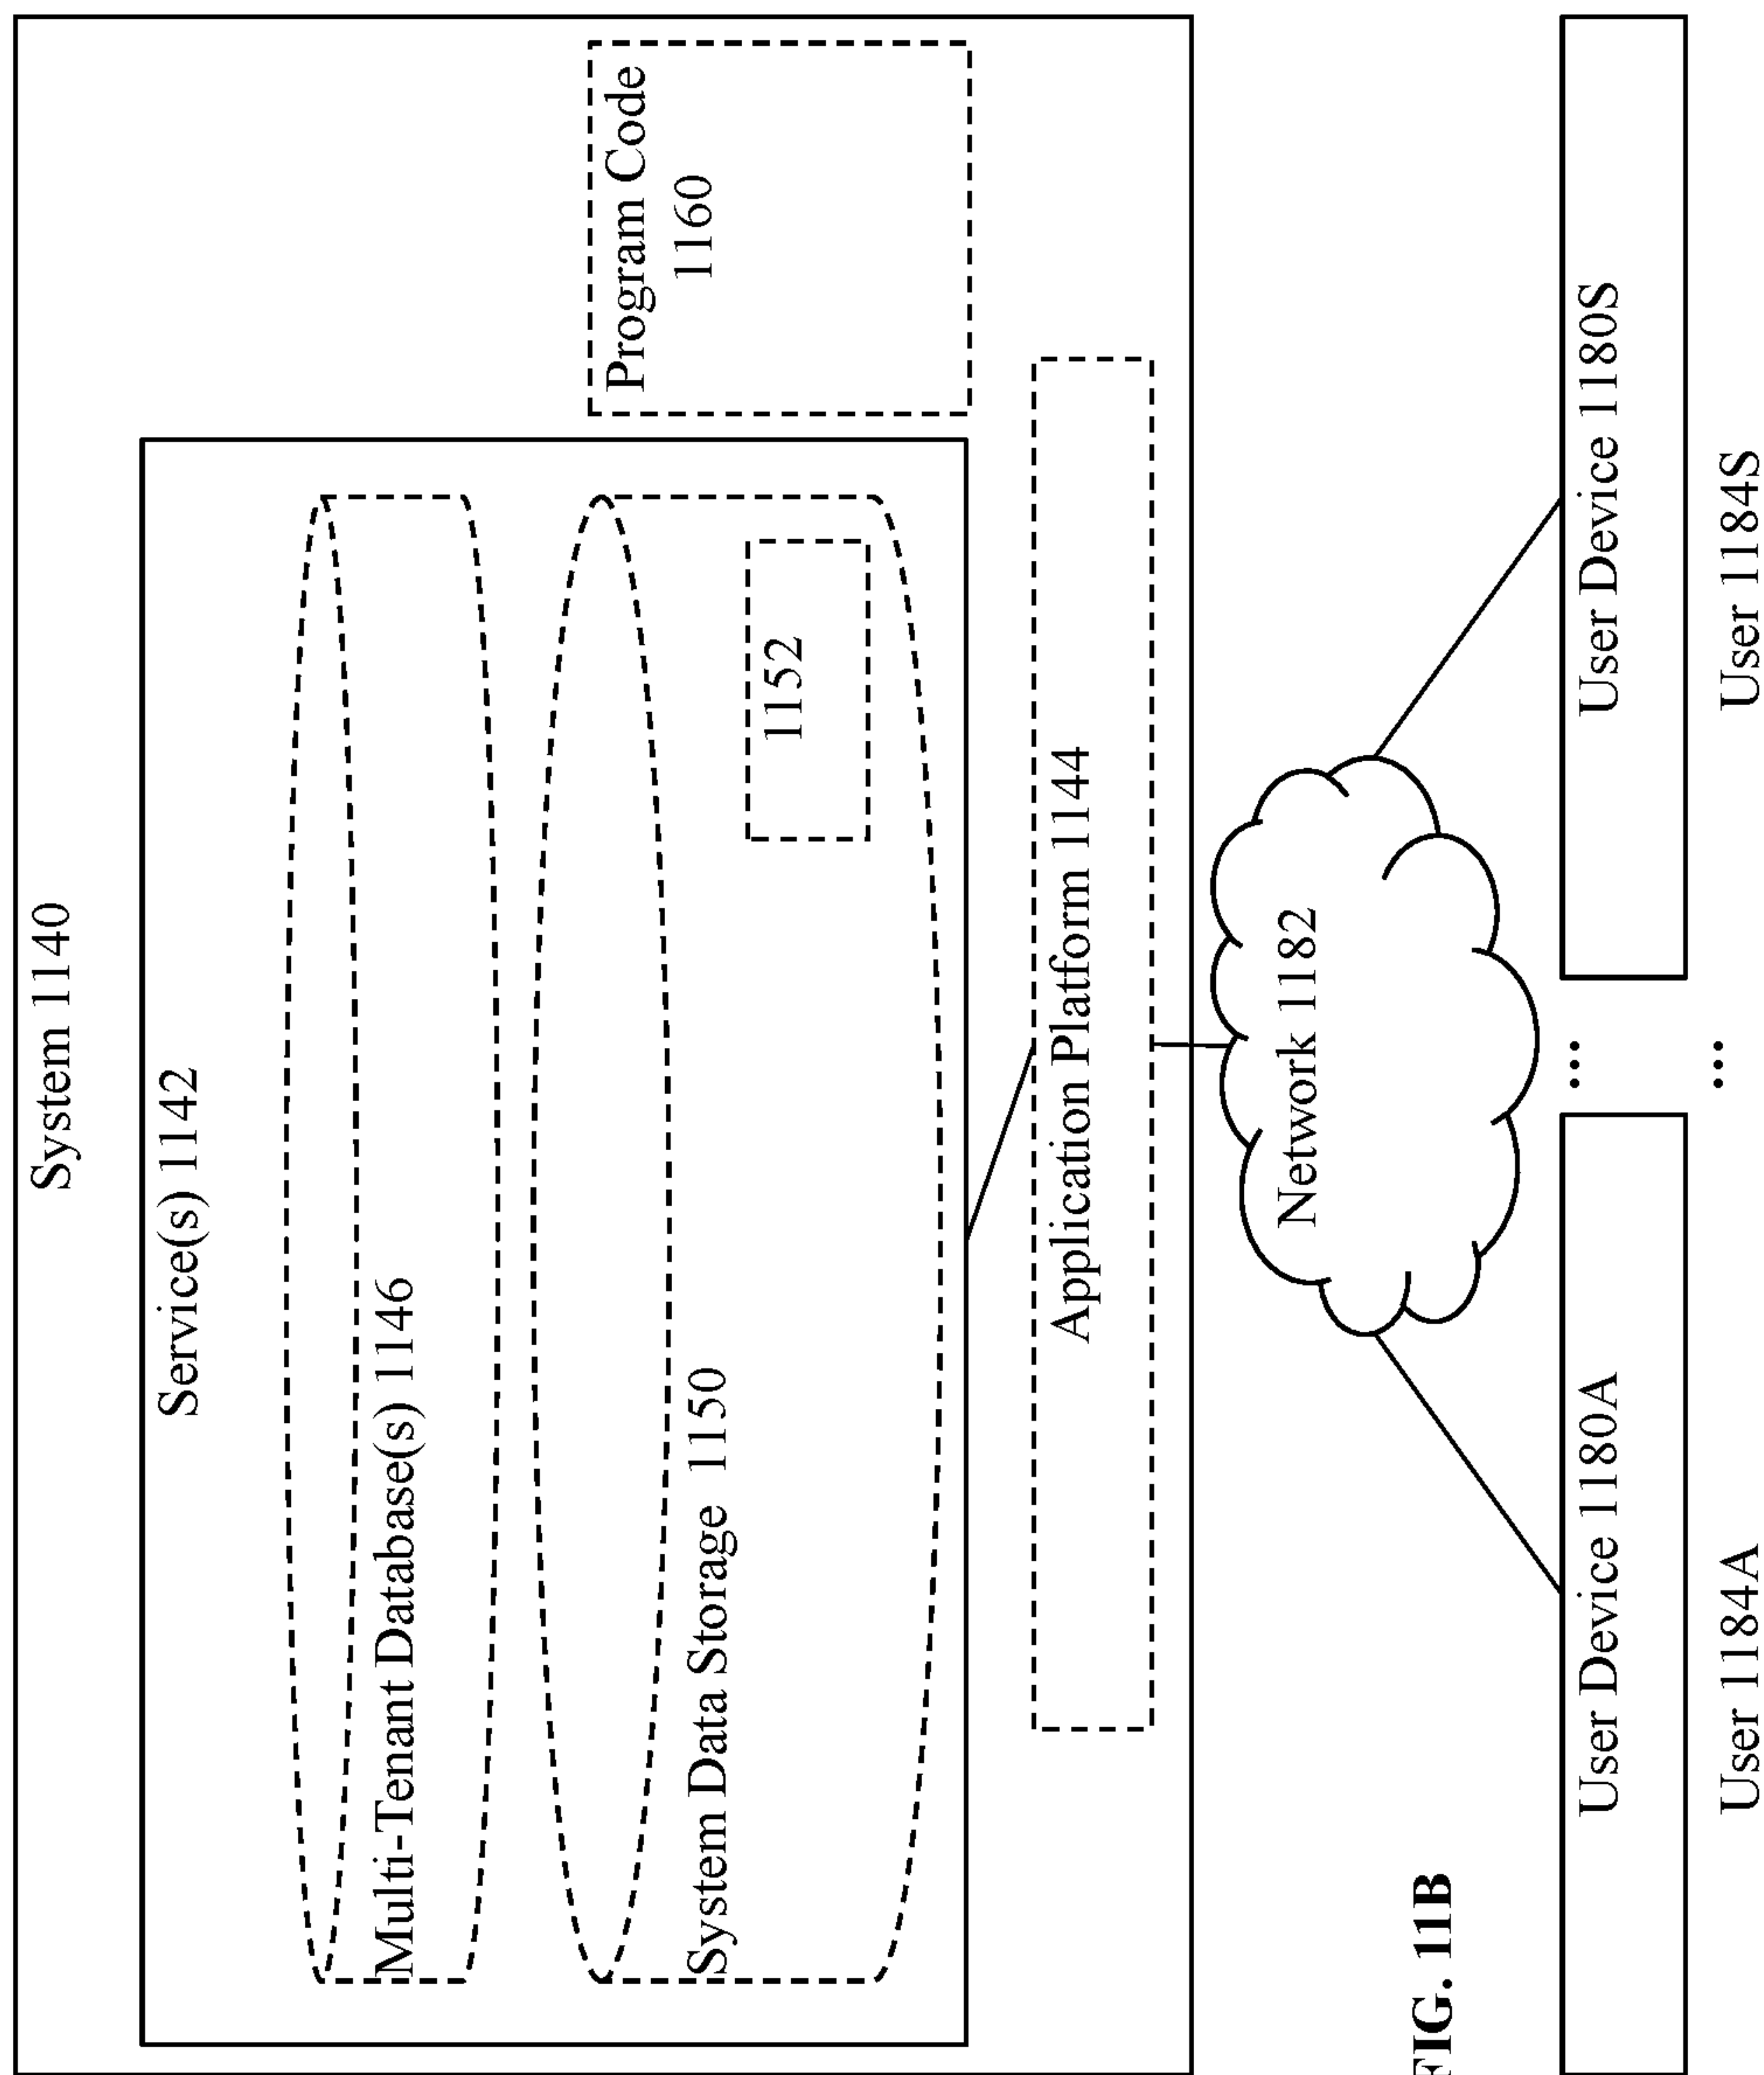 System 1140
Service(s) 1142
Multi-Tenant Database(s) 1146
System Data Storage 1150
1152
Program Code
1160
Application Platform 1144
Network 1182
FIG. 11B
User Device 1180A
...
User Device 1180S
User 1184A
...
User 1184S